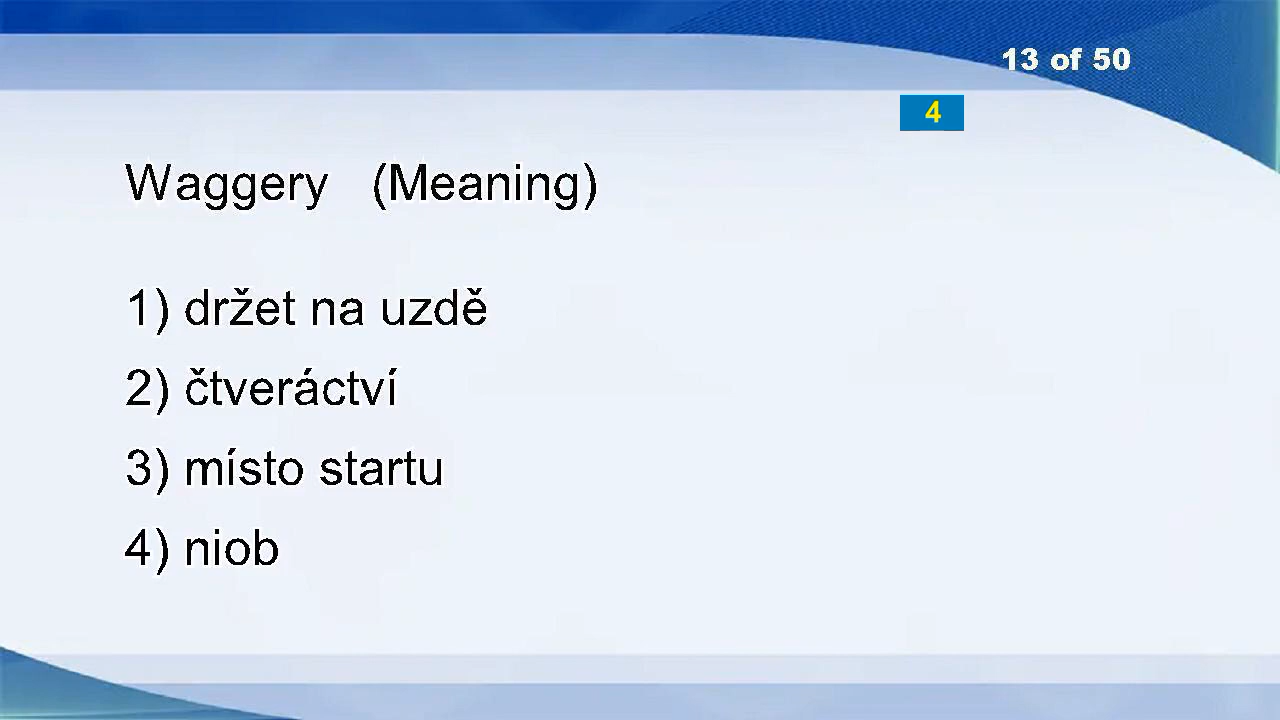 13 of 50
4
Waggery (Meaning)
1) držet na uzdě
2) čtveráctví
3) místo startu
4) niob